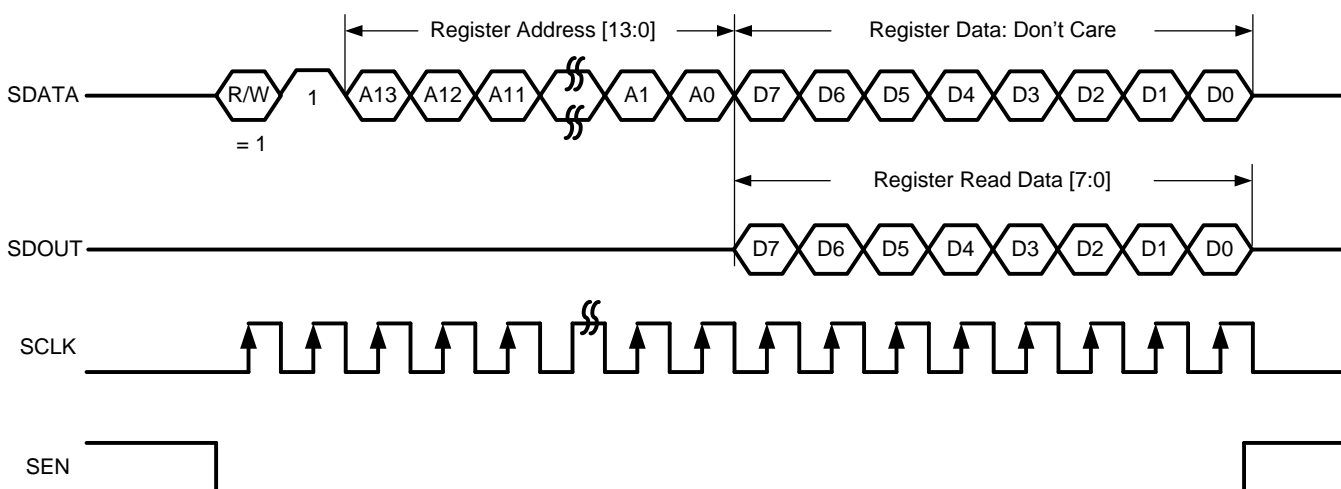 Register Address [13:0] Register Data: Don't Care
SDATA R/W 1 A13 A12 A11 A1 A0 D7 D6 D5 D4 D3 D2 D1 D0
= 1
Register Read Data [7:0]
SDOUT D7 D6 D5 D4 D3 D2 D1 D0
SCLK
SEN